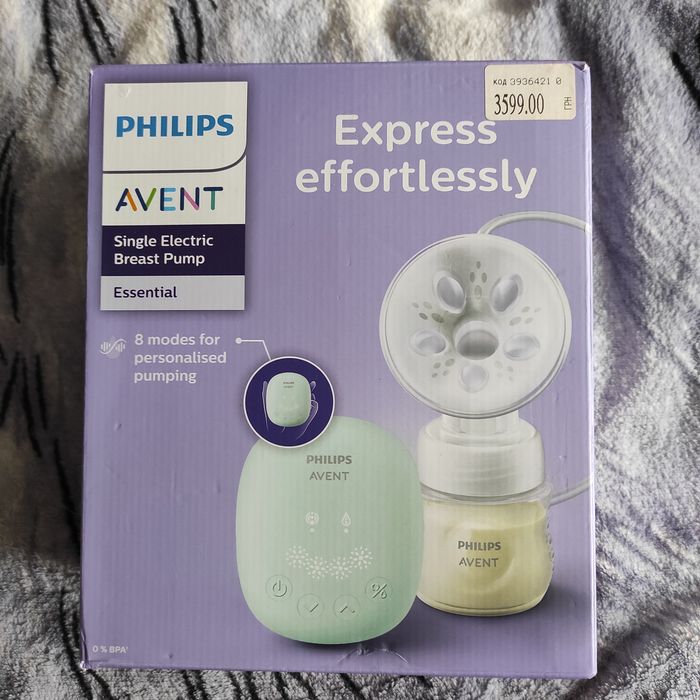 код 3936421 0
3599.00 ГРН
PHILIPS
AVENT
Single Electric
Breast Pump
Essential
Express
effortlessly
8 modes for
personalised
pumping
PHILIPS
AVENT
PHILIPS
AVENT
PHILIPS
AVENT
0 % BPA¹